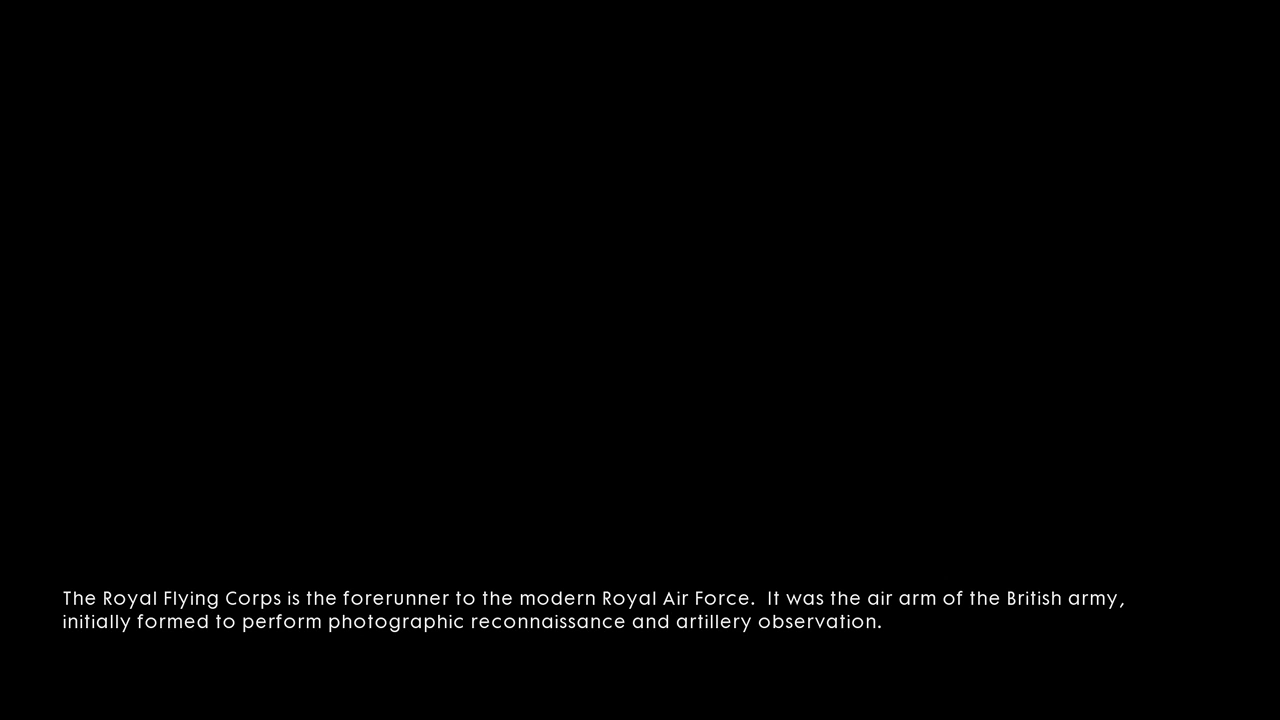 The Royal Flying Corps is the forerunner to the modern Royal Air Force.  It was the air arm of the British army,
initially formed to perform photographic reconnaissance and artillery observation.